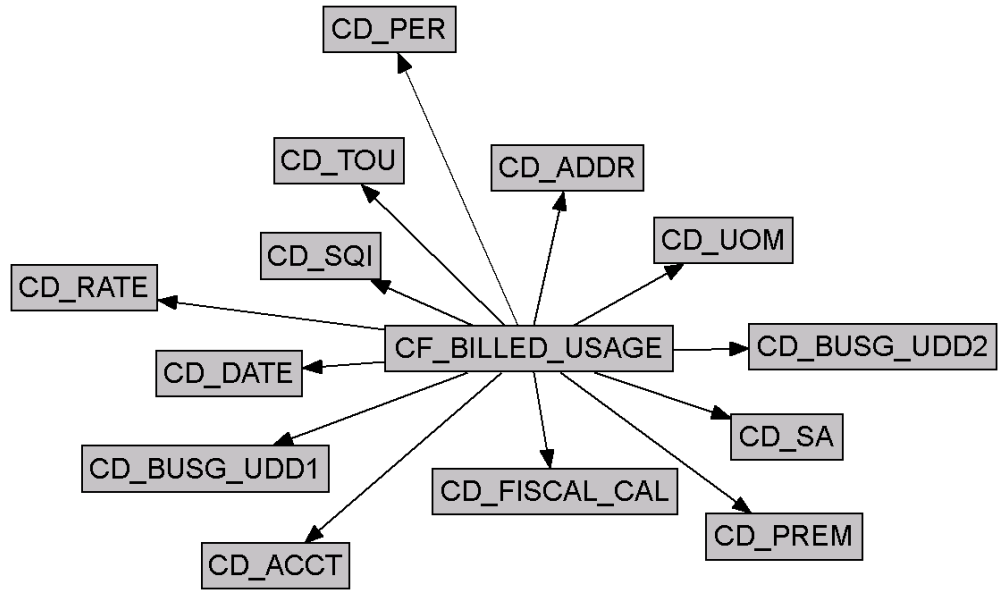 CD_PER
CD_TOU
CD_ADDR
CD_UOM
CD_SQI
CD_RATE
CF_BILLED_USAGE
CD_BUSG_UDD2
CD_DATE
CD_SA
CD_BUSG_UDD1
CD_FISCAL_CAL
CD_PREM
CD_ACCT